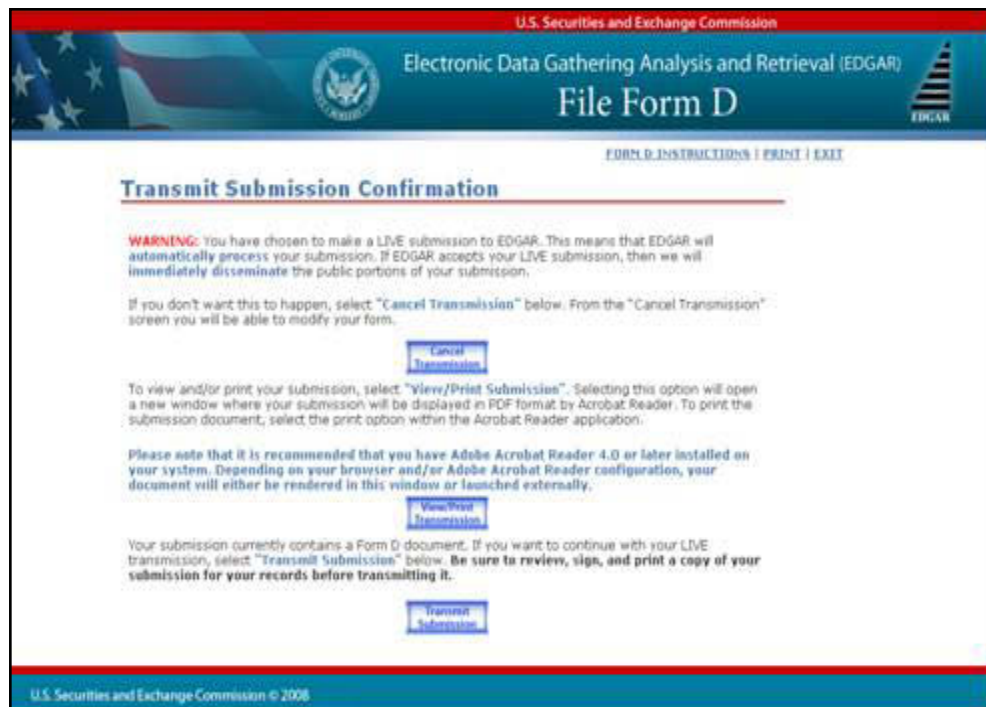 U.S. Securities and Exchange Commission
Electronic Data Gathering Analysis and Retrieval (EDGAR)
File Form D
EDGAR
FORM D INSTRUCTIONS | PRINT | EXIT
Transmit Submission Confirmation
WARNING: You have chosen to make a LIVE submission to EDGAR. This means that EDGAR will
automatically process your submission. If EDGAR accepts your LIVE submission, then we will
immediately disseminate the public portions of your submission.
If you don't want this to happen, select "Cancel Transmission" below. From the "Cancel Transmission"
screen you will be able to modify your form.
Cancel
Transmission
To view and/or print your submission, select "View/Print Submission". Selecting this option will open
a new window where your submission will be displayed in PDF format by Acrobat Reader. To print the
submission document, select the print option within the Acrobat Reader application.
Please note that it is recommended that you have Adobe Acrobat Reader 4.0 or later installed on
your system. Depending on your browser and/or Adobe Acrobat Reader configuration, your
document will either be rendered in this window or launched externally.
View/Print
Transmission
Your submission currently contains a Form D document. If you want to continue with your LIVE
transmission, select "Transmit Submission" below. Be sure to review, sign, and print a copy of your
submission for your records before transmitting it.
Transmit
Submission
U.S. Securities and Exchange Commission © 2008